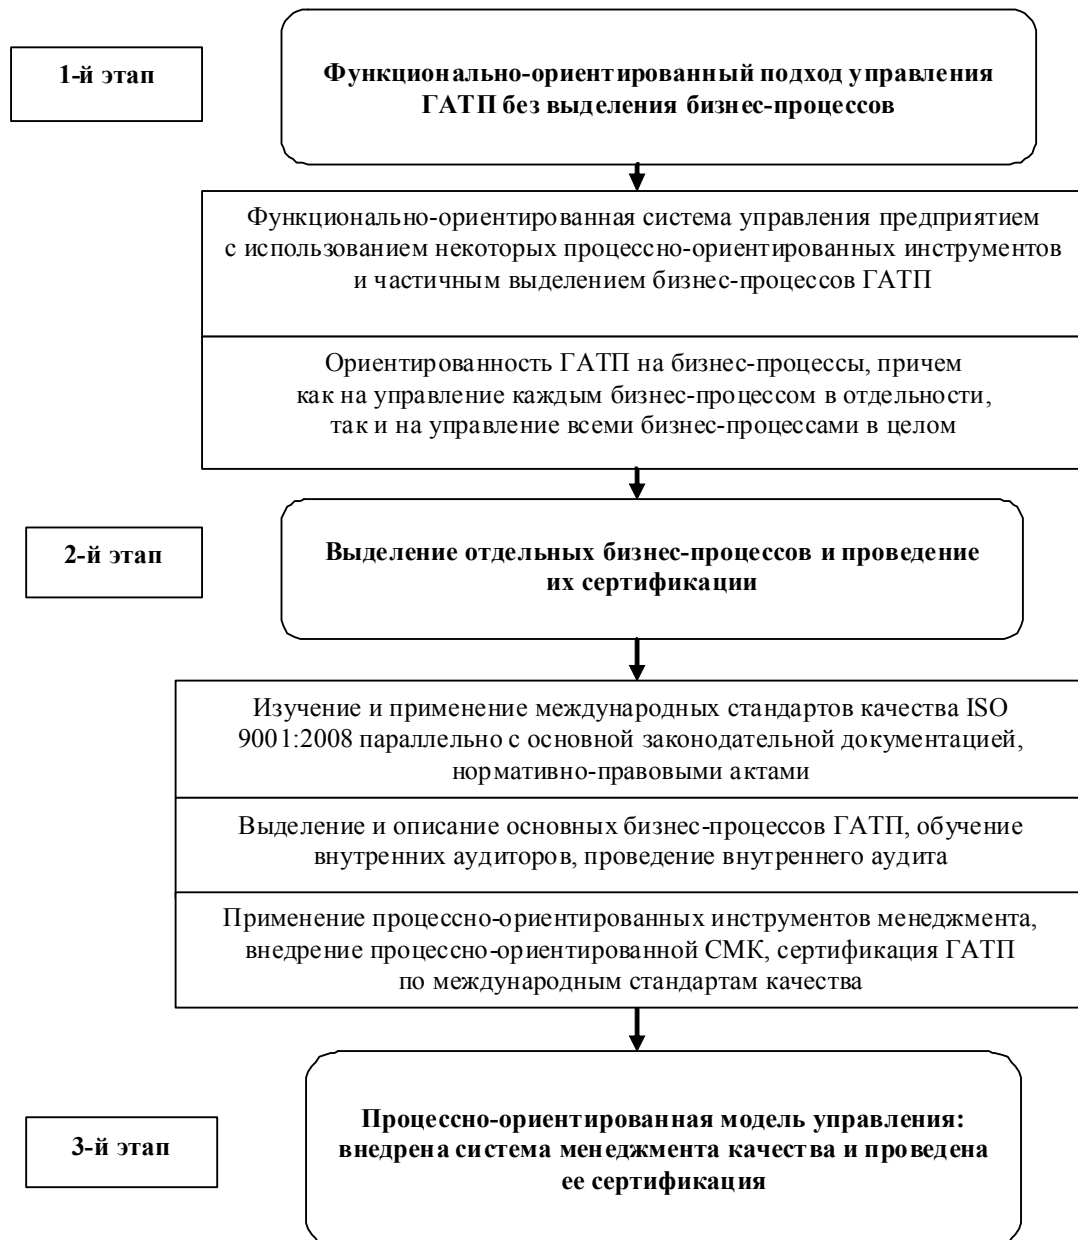 1-й этап
Функционально-ориентированный подход управления
ГАТП без выделения бизнес-процессов
Функционально-ориентированная система управления предприятием
с использованием некоторых процессно-ориентированных инструментов
и частичным выделением бизнес-процессов ГАТП
Ориентированность ГАТП на бизнес-процессы, причем
как на управление каждым бизнес-процессом в отдельности,
так и на управление всеми бизнес-процессами в целом
2-й этап
Выделение отдельных бизнес-процессов и проведение
их сертификации
Изучение и применение международных стандартов качества ISO
9001:2008 параллельно с основной законодательной документацией,
нормативно-правовыми актами
Выделение и описание основных бизнес-процессов ГАТП, обучение
внутренних аудиторов, проведение внутреннего аудита
Применение процессно-ориентированных инструментов менеджмента,
внедрение процессно-ориентированной СМК, сертификация ГАТП
по международным стандартам качества
3-й этап
Процессно-ориентированная модель управления:
внедрена система менеджмента качества и проведена
ее сертификация